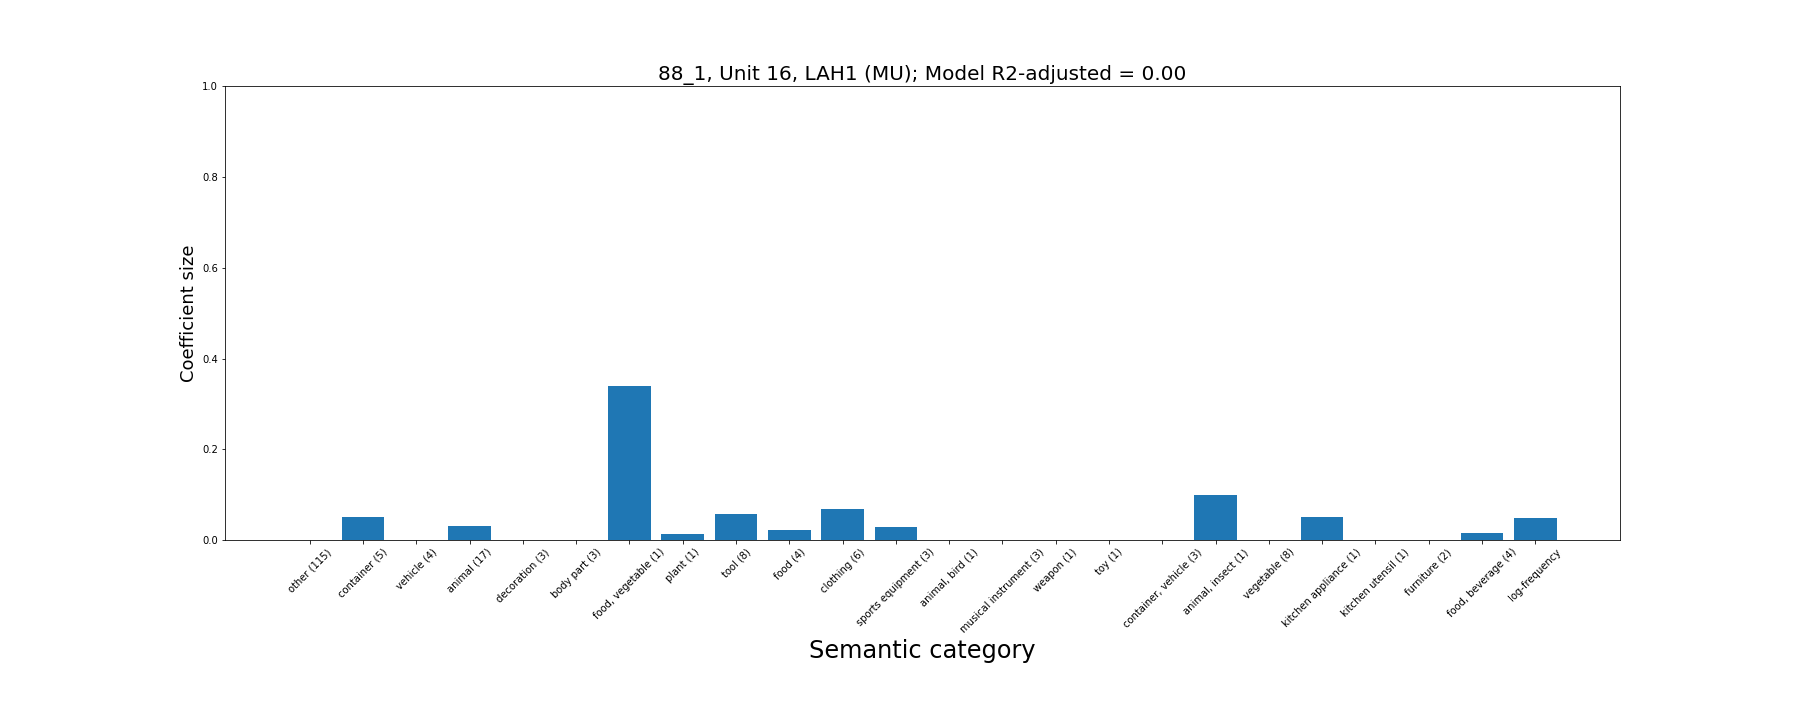 88_1, Unit 16, LAH1 (MU); Model R2-adjusted = 0.00
1.0
0.8
0.6
0.4
0.2
0.0
Coefficient size
other (115)
container (5)
vehicle (4)
animal (17)
decoration (3)
body part (3)
food, vegetable (1)
plant (1)
tool (8)
food (4)
clothing (6)
sports equipment (3)
animal, bird (1)
musical instrument (3)
weapon (1)
toy (1)
container, vehicle (3)
animal, insect (1)
vegetable (8)
kitchen appliance (1)
kitchen utensil (1)
furniture (2)
food, beverage (4)
log-frequency
Semantic category